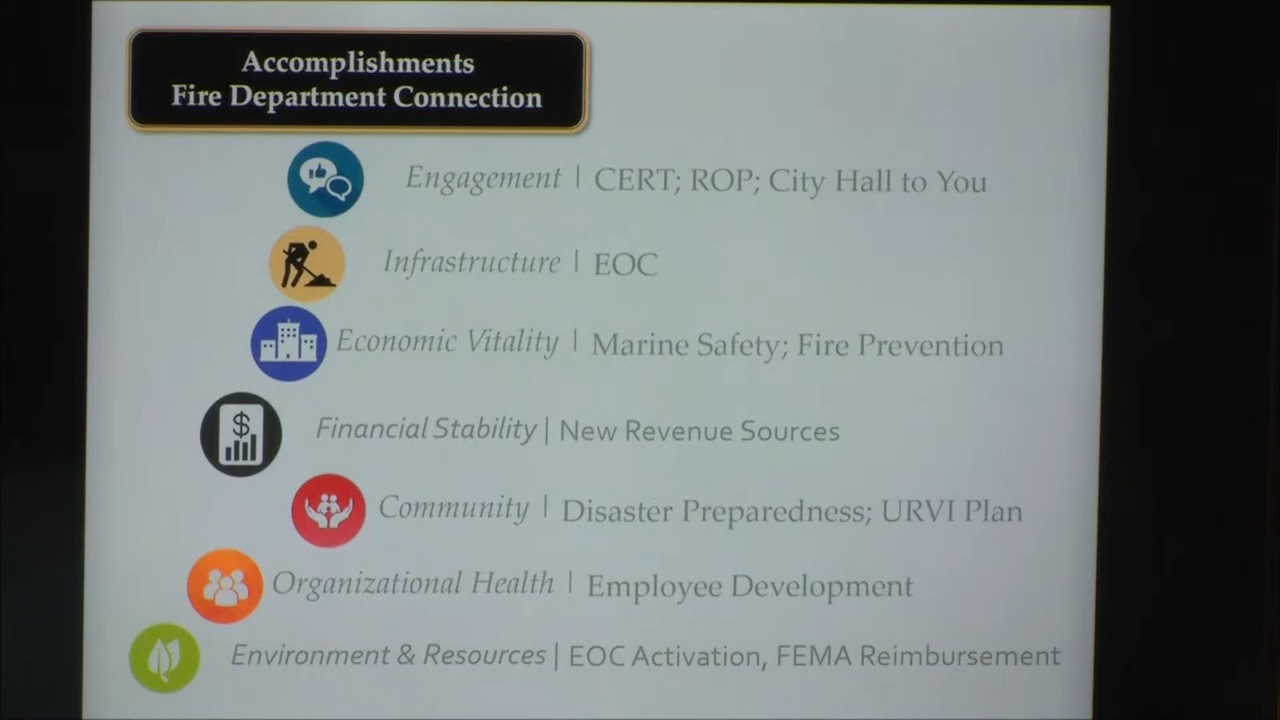 Accomplishments
Fire Department Connection
Engagement | CERT; ROP; City Hall to You
Infrastructure | EOC
Economic Vitality | Marine Safety; Fire Prevention
Financial Stability | New Revenue Sources
Community | Disaster Preparedness; URVI Plan
Organizational Health | Employee Development
Environment & Resources | EOC Activation, FEMA Reimbursement